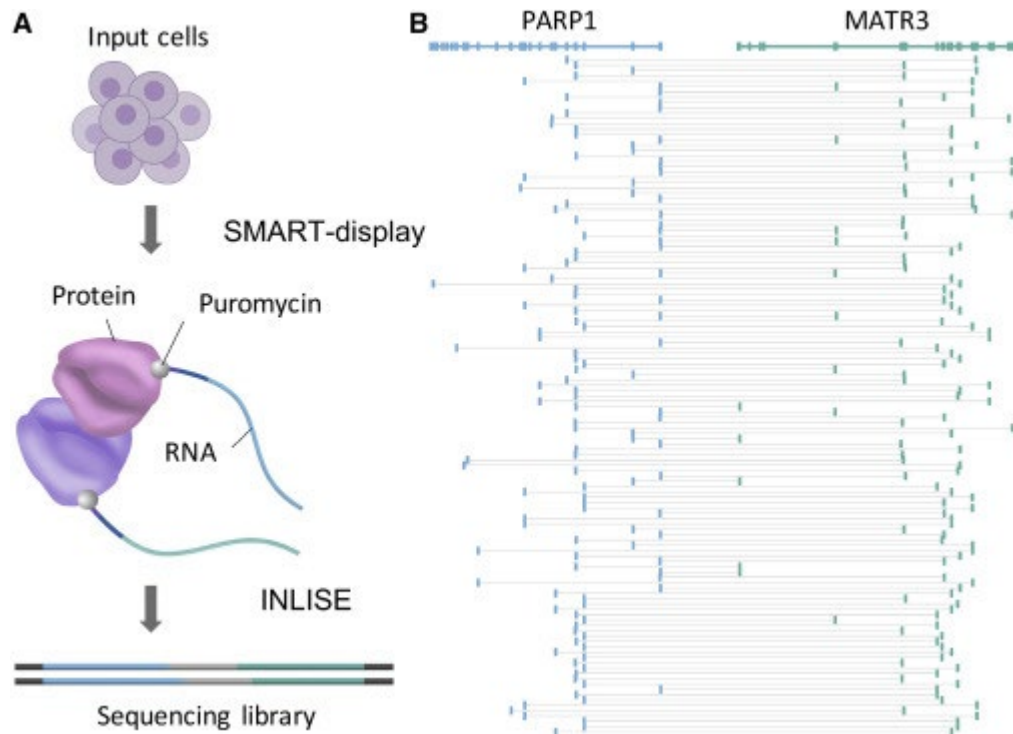 A
Input cells
SMART-display
Protein
Puromycin
RNA
INLISE
Sequencing library
B
PARP1
MATR3